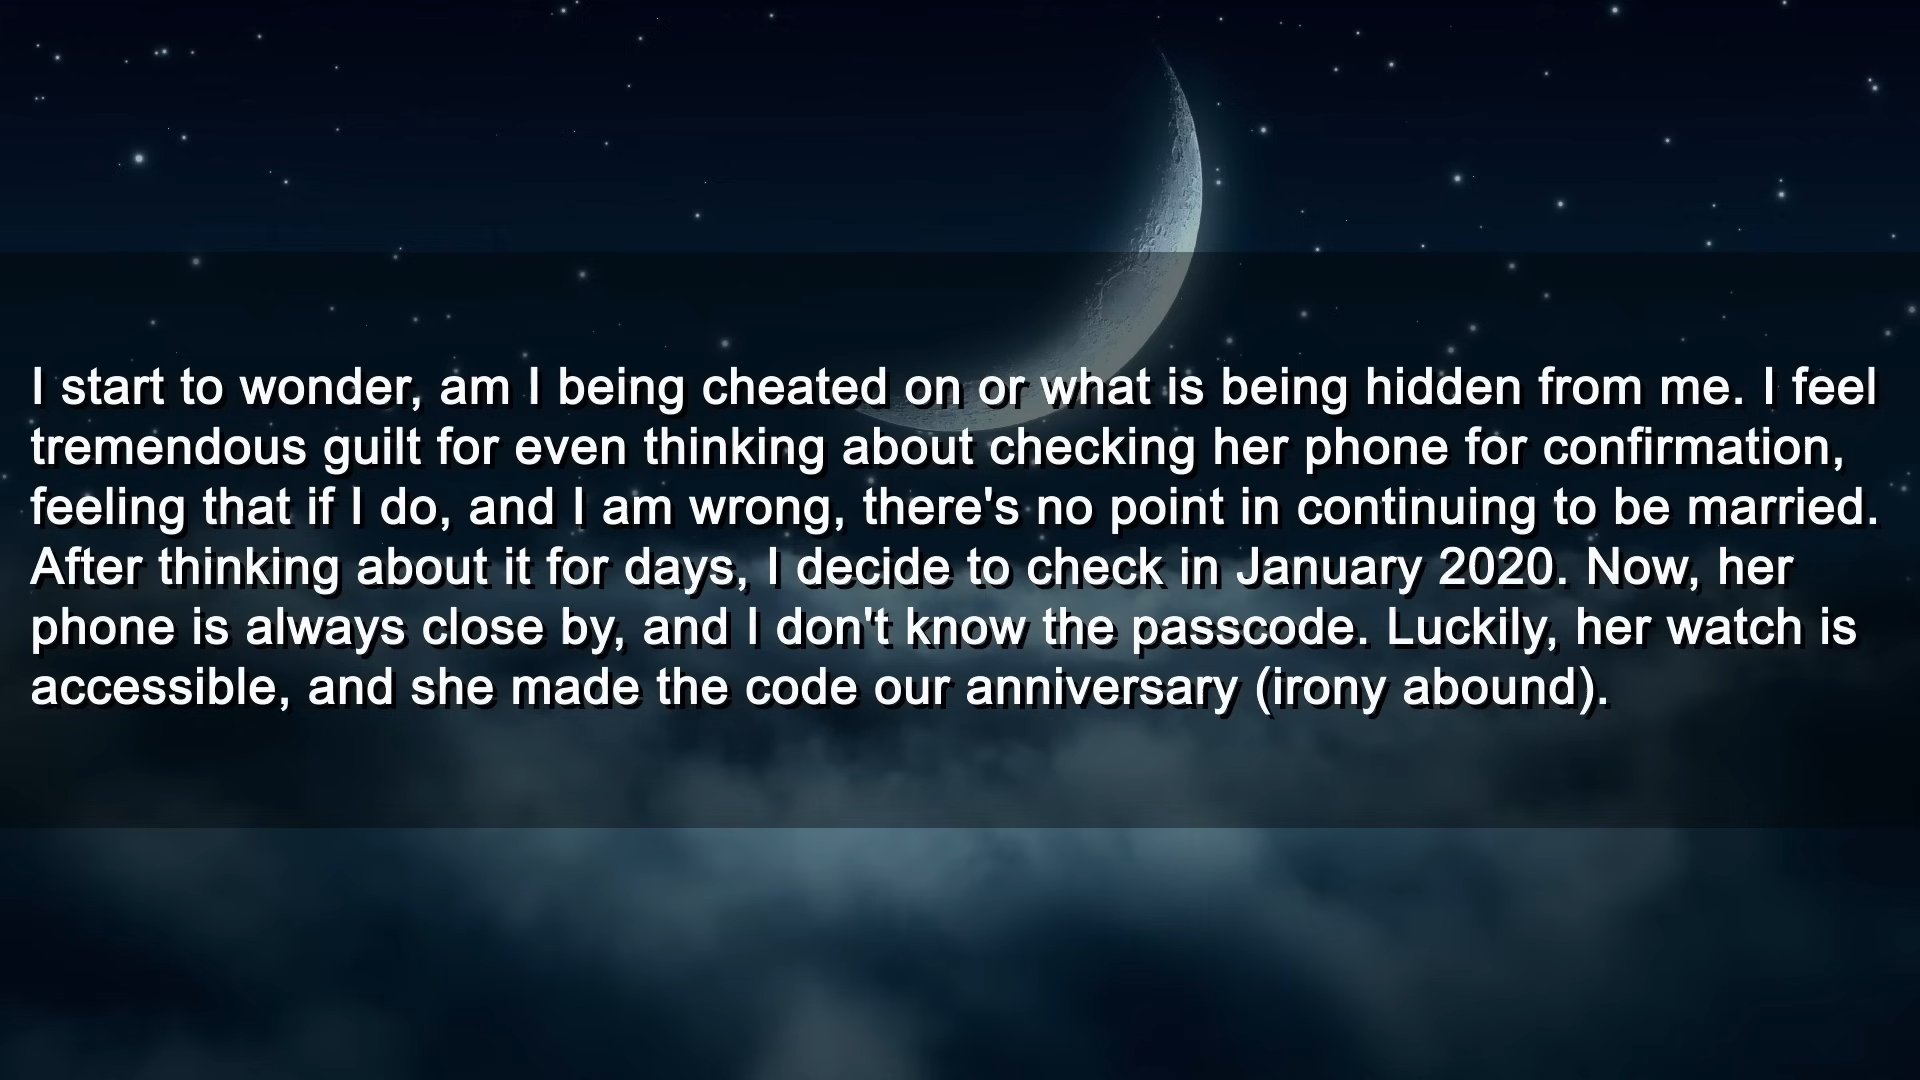 I start to wonder, am I being cheated on or what is being hidden from me. I feel
tremendous guilt for even thinking about checking her phone for confirmation,
feeling that if I do, and I am wrong, there's no point in continuing to be married.
After thinking about it for days, I decide to check in January 2020. Now, her
phone is always close by, and I don't know the passcode. Luckily, her watch is
accessible, and she made the code our anniversary (irony abound).